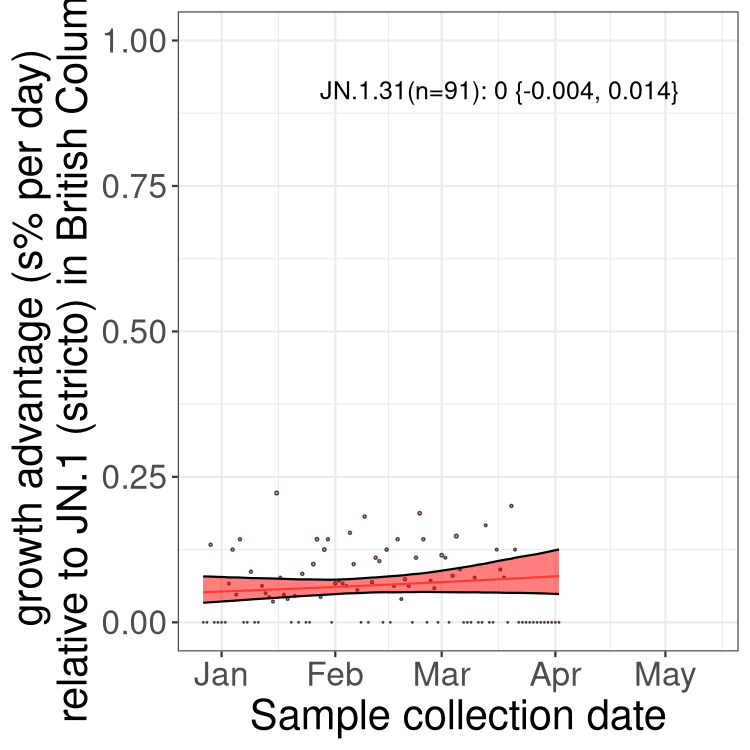 growth advantage (s% per day)
relative to JN.1 (stricto) in British Colum
1.00
0.75
0.50
0.25
0.00
JN.1.31(n=91): 0 {-0.004, 0.014}
Jan Feb Mar Apr May
Sample collection date